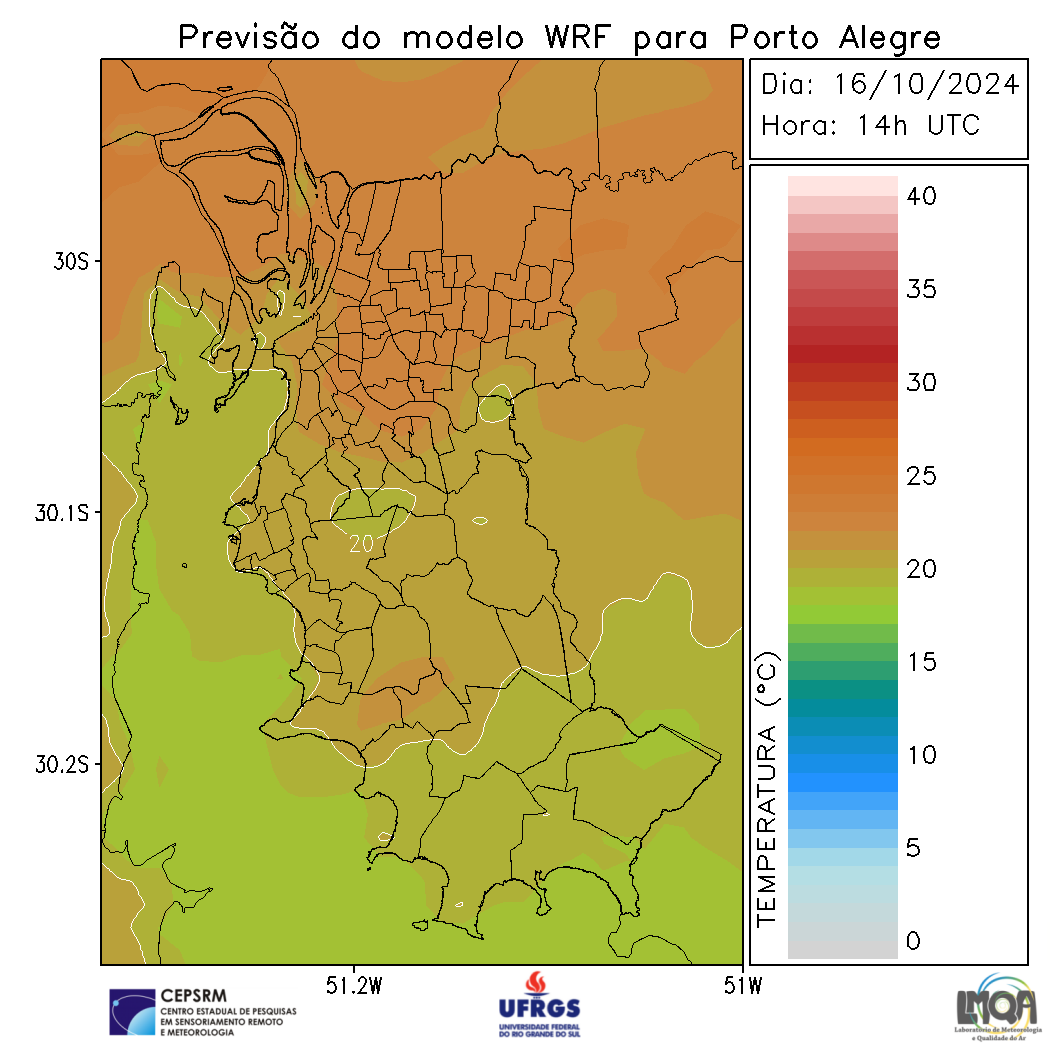 Previsão do modelo WRF para Porto Alegre
Dia: 16/10/2024
Hora: 14h UTC
30S
30.1S
30.2S
51.2W
51W
20
TEMPERATURA (°C)
40
35
30
25
20
15
10
5
0
CEPSRM
CENTRO ESTADUAL DE PESQUISAS
EM SENSORIAMENTO REMOTO
E METEOROLOGIA
UFRGS
UNIVERSIDADE FEDERAL
DO RIO GRANDE DO SUL
LMQA
Laboratório de Meteorologia
e Qualidade do Ar